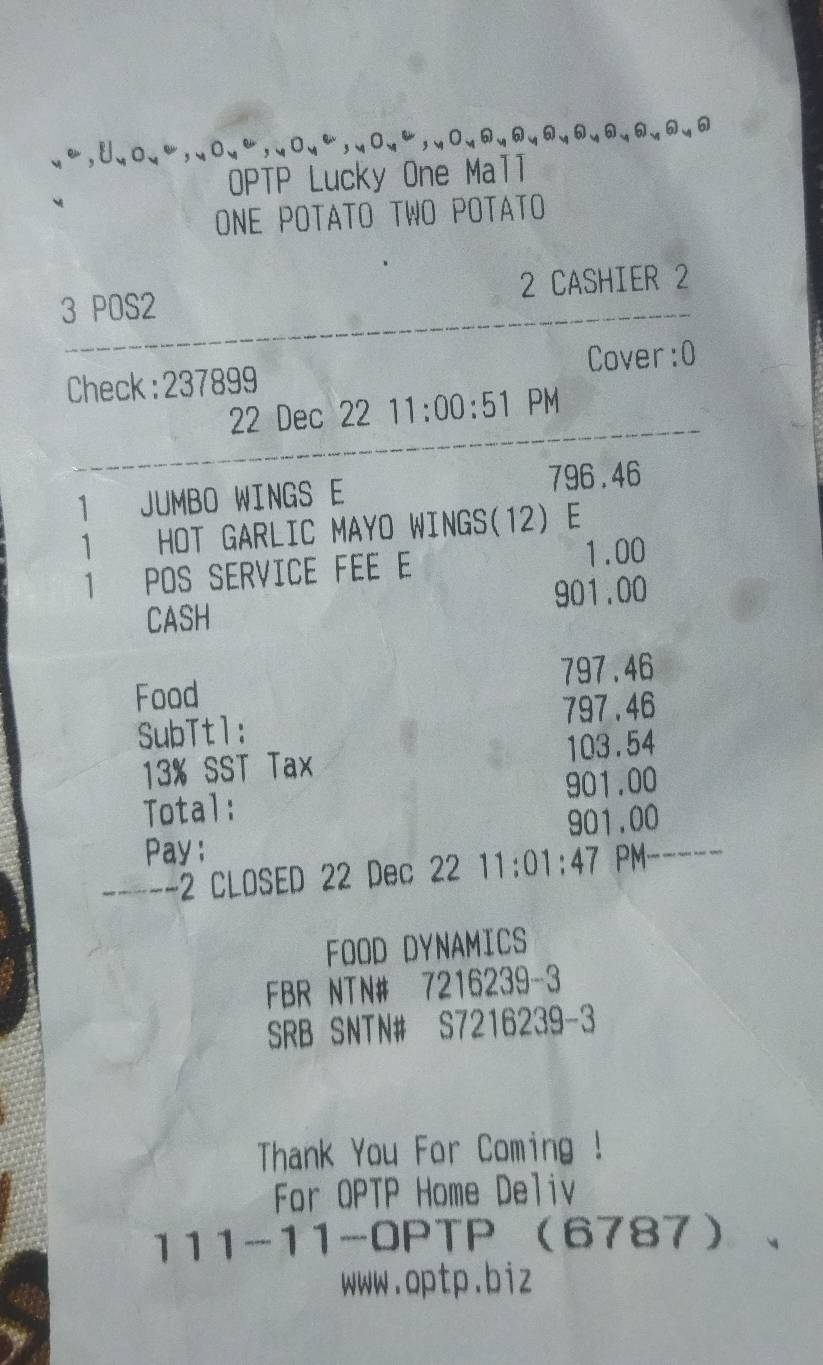 OPTP Lucky One Mall
ONE POTATO TWO POTATO
3 POS2 2 CASHIER 2
Check:237899 Cover:0
22 Dec 22 11:00:51 PM
1 JUMBO WINGS E 796.46
1 HOT GARLIC MAYO WINGS(12) E
1 POS SERVICE FEE E 1.00
CASH 901.00
Food 797.46
SubTtl: 797.46
13% SST Tax 103.54
Total: 901.00
Pay: 901.00
-----2 CLOSED 22 Dec 22 11:01:47 PM-----
FOOD DYNAMICS
FBR NTN# 7216239-3
SRB SNTN# S7216239-3
Thank You For Coming !
For OPTP Home Deliv
111-11-OPTP (6787)
www.optp.biz